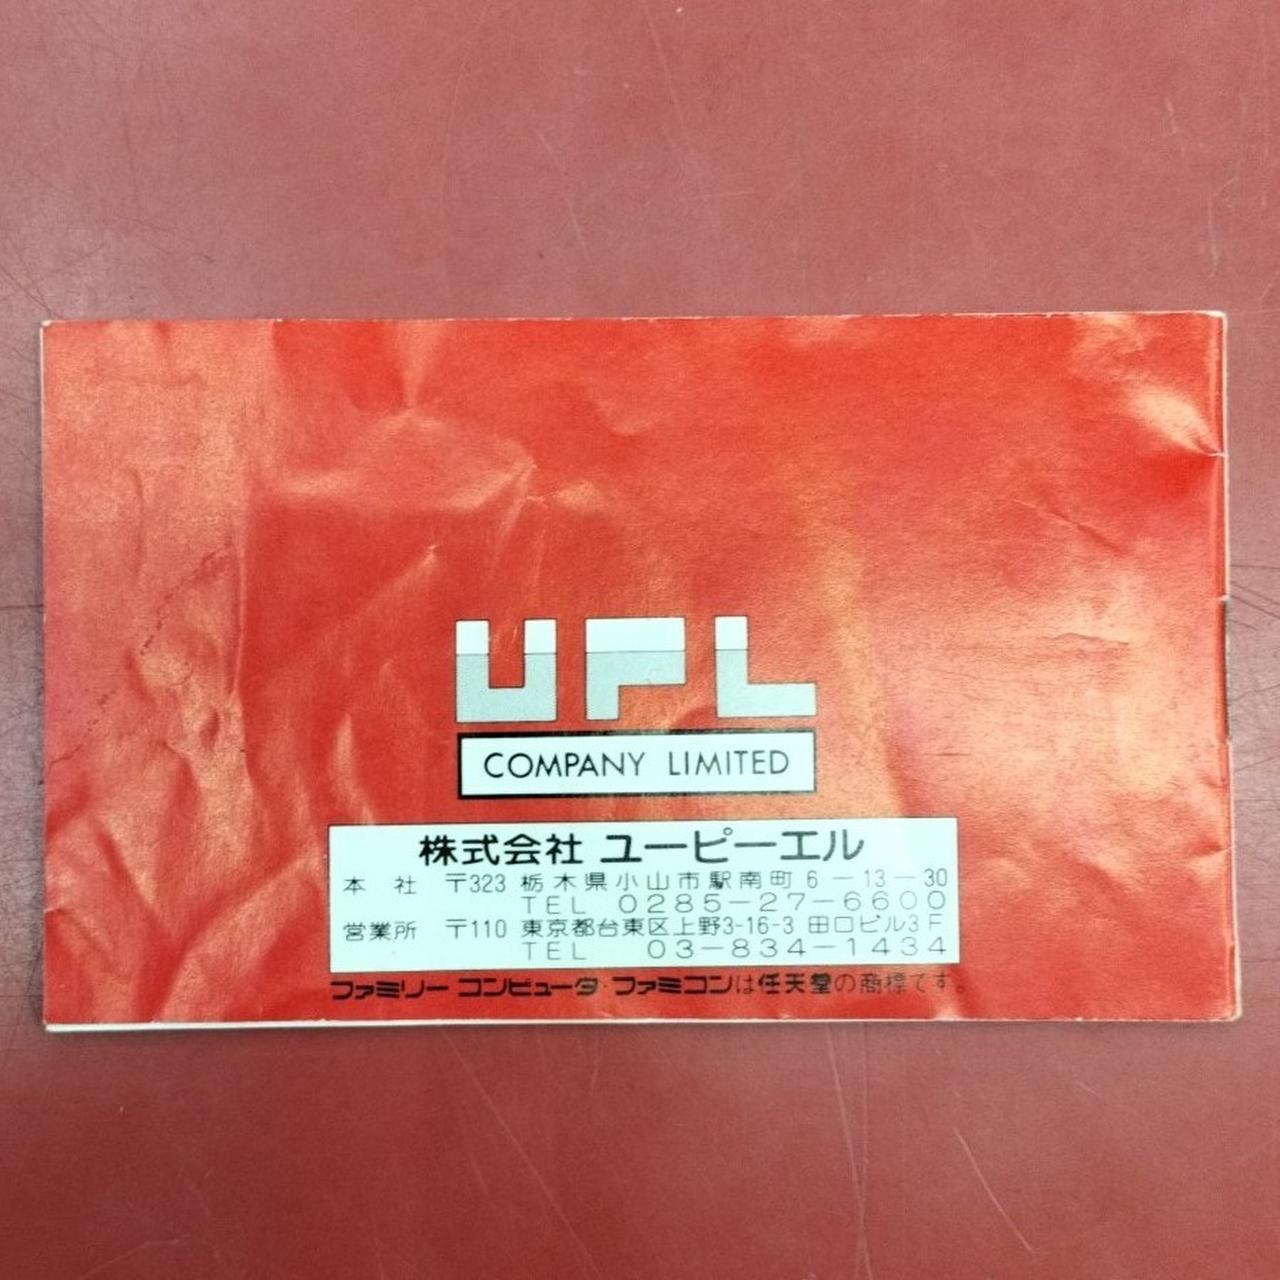 UPL
COMPANY LIMITED
株式会社 ユーピーエル
本 社 〒323 栃木県小山市駅南町6-13-30
TEL 0285-27-6600
営業所 〒110 東京都台東区上野3-16-3 田口ビル3F
TEL 03-834-1434
ファミリーコンピュータ・ファミコンは任天堂の商標です。